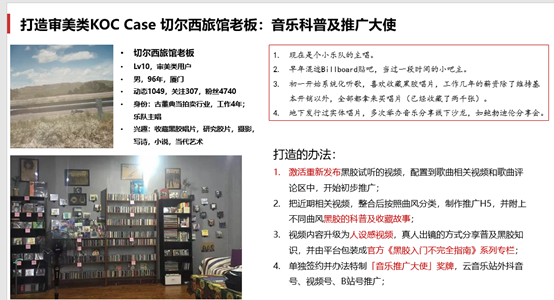 打造审美类KOC Case 切尔西旅馆老板：音乐科普及推广大使
• 切尔西旅馆老板
• Lv10，审美类用户
• 男，96年，厦门
• 动态1049，关注307，粉丝4740
• 身份：古董典当拍卖行业，工作4年；
乐队主唱
• 兴趣：收藏黑胶唱片，研究胶片，摄影，
写诗，小说，当代艺术
1. 现在是个小乐队的主唱。
2. 早年混迹Billboard贴吧，当过一段时间的小吧主。
3. 初一开始系统化听歌，喜欢收藏黑胶唱片，工作几年的薪资除了维持基
本开销以外，全部都拿来买唱片（已经收藏了两千张）。
4. 地下发行过实体唱片，多次举办音乐分享线下沙龙，如鲍勃迪伦分享会。
打造的办法：
1. 激活重新发布黑胶试听的视频，配置到歌曲相关视频和歌曲评
论区中，开始初步推广；
2. 把近期相关视频，整合后按照曲风分类，制作推广H5，并附上
不同曲风黑胶的科普及收藏故事；
3. 视频内容升级为人设感视频，真人出镜的方式分享普及黑胶知
识，并由平台包装成官方《黑胶入门不完全指南》系列专栏；
4. 单独签约并办法特制「音乐推广大使」奖牌，云音乐站外抖音
号、视频号、B站号推广；